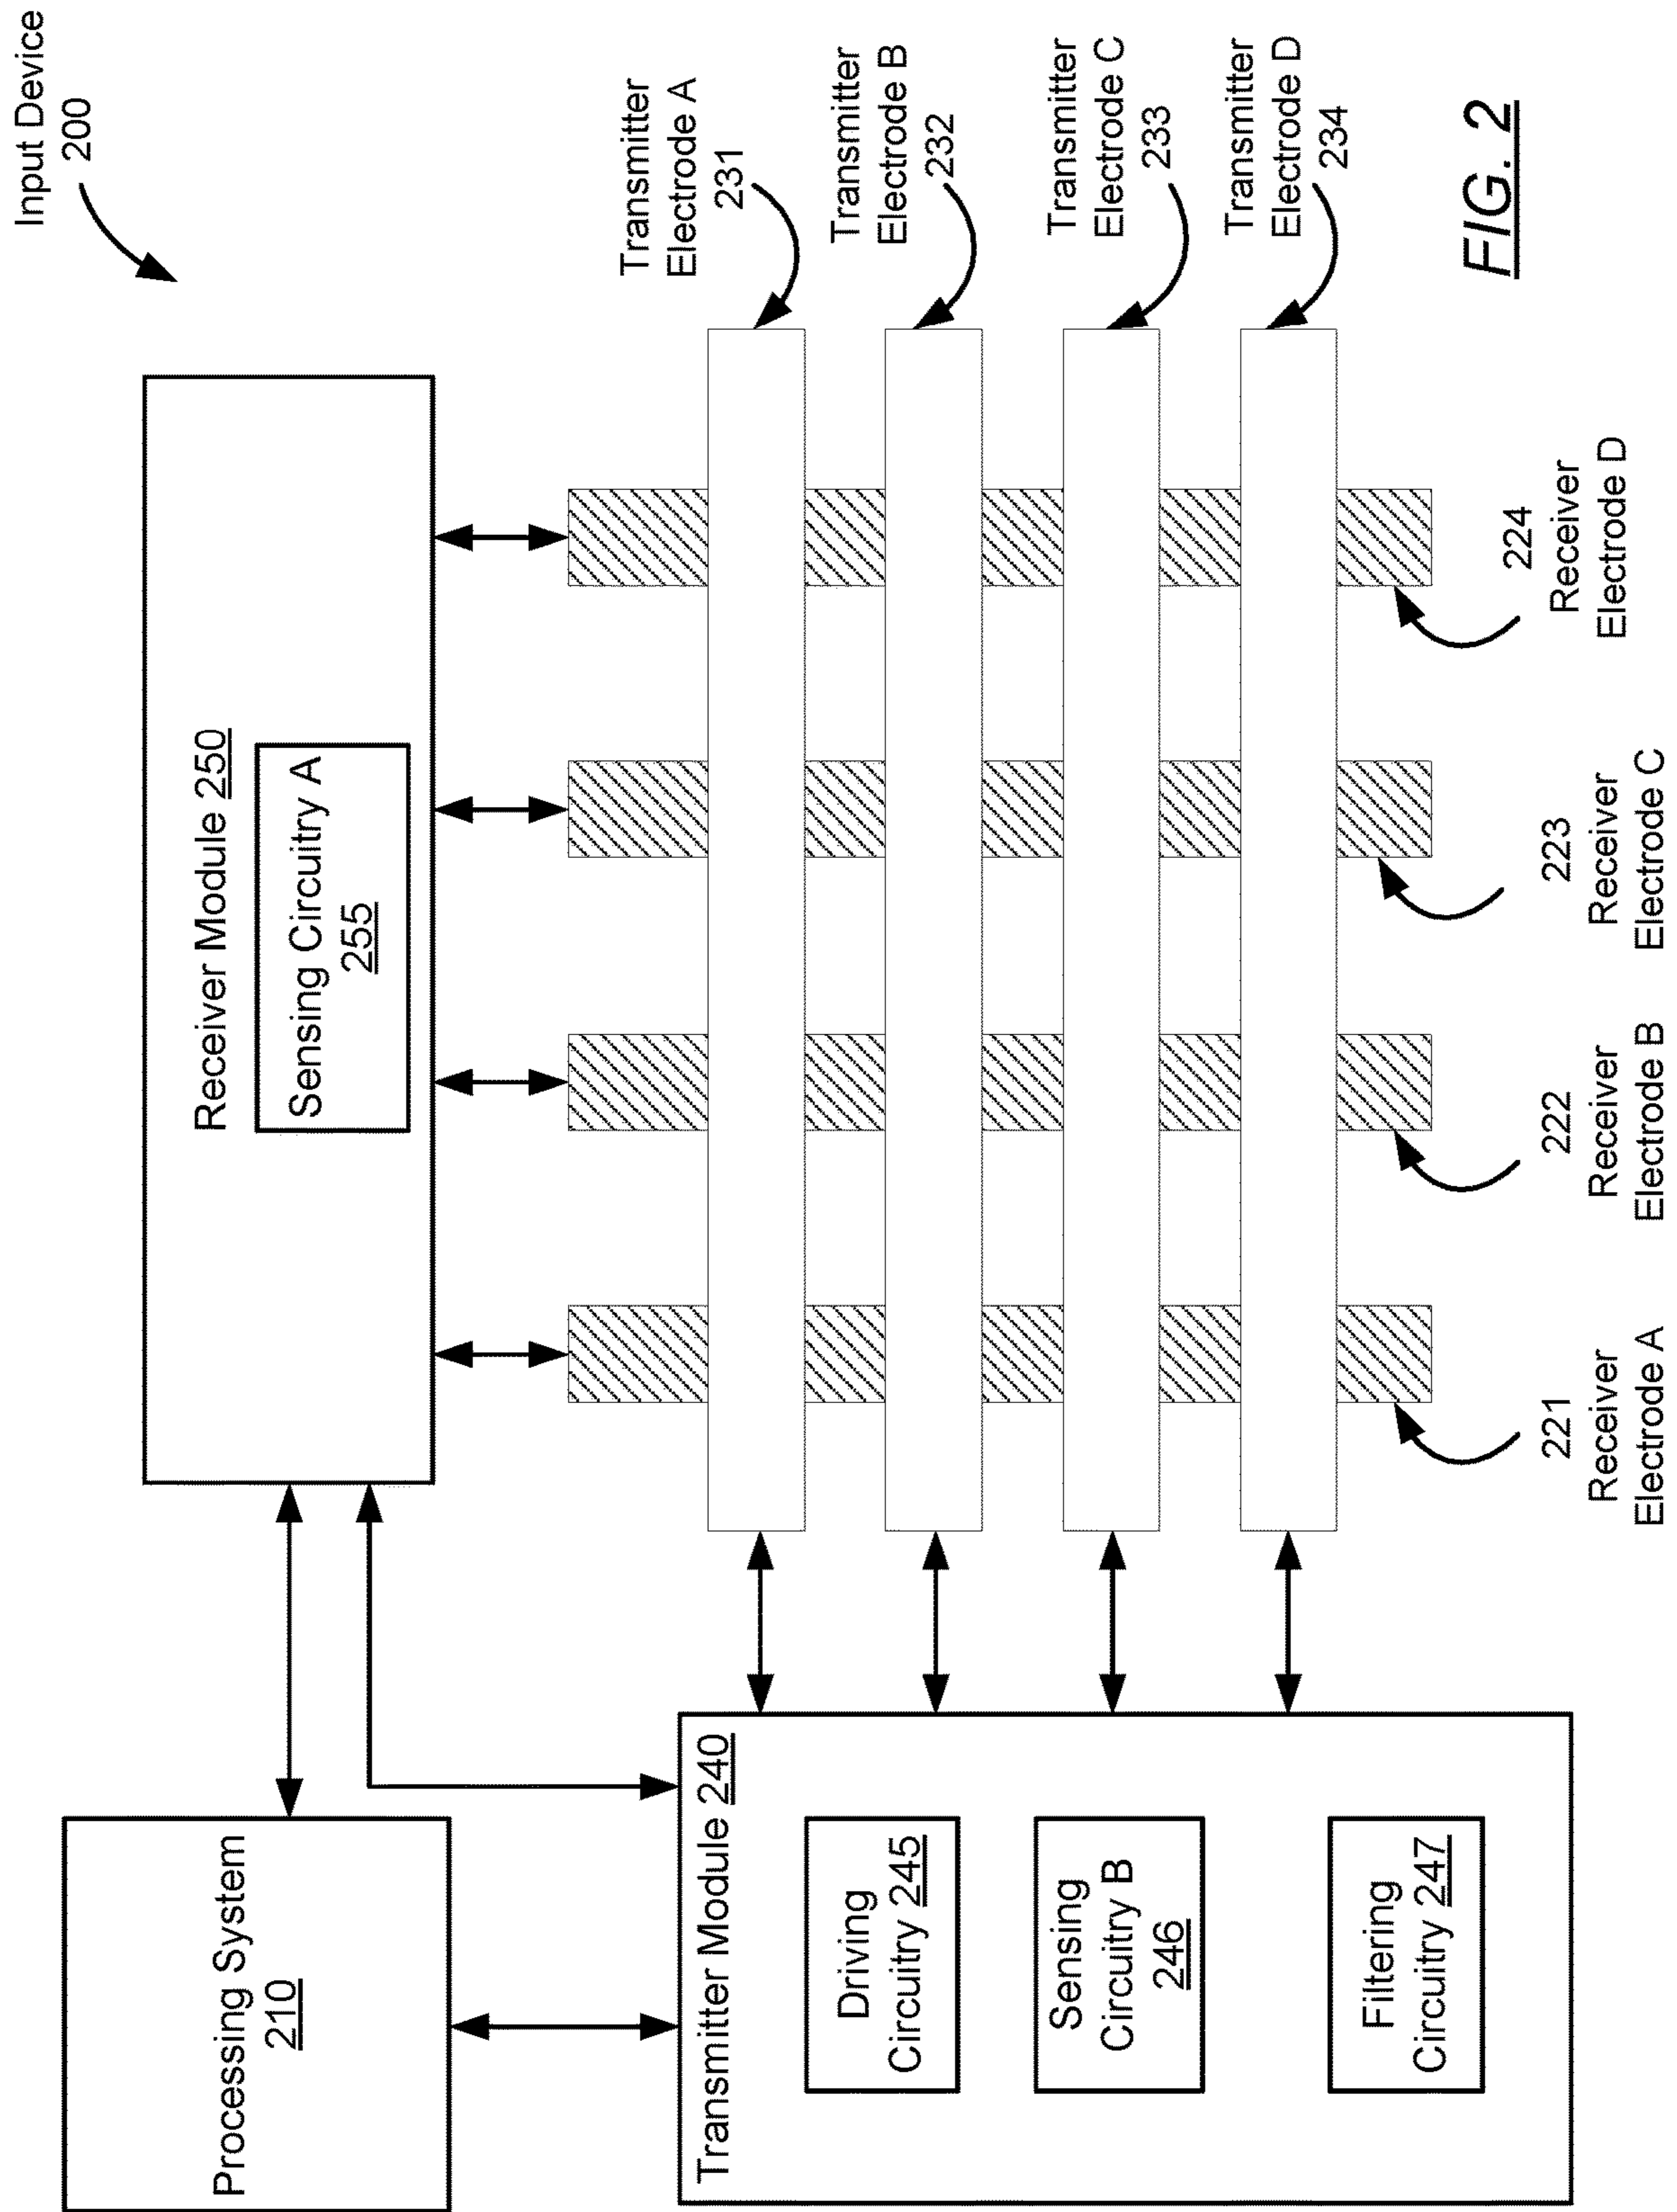 Input Device
200
Processing System
210
Receiver Module 250
Sensing Circuitry A
255
Transmitter Module 240
Driving
Circuitry 245
Sensing
Circuitry B
246
Filtering
Circuitry 247
Transmitter
Electrode A
231
Transmitter
Electrode B
232
Transmitter
Electrode C
233
Transmitter
Electrode D
234
221
Receiver
Electrode A
222
Receiver
Electrode B
223
Receiver
Electrode C
224
Receiver
Electrode D
FIG. 2